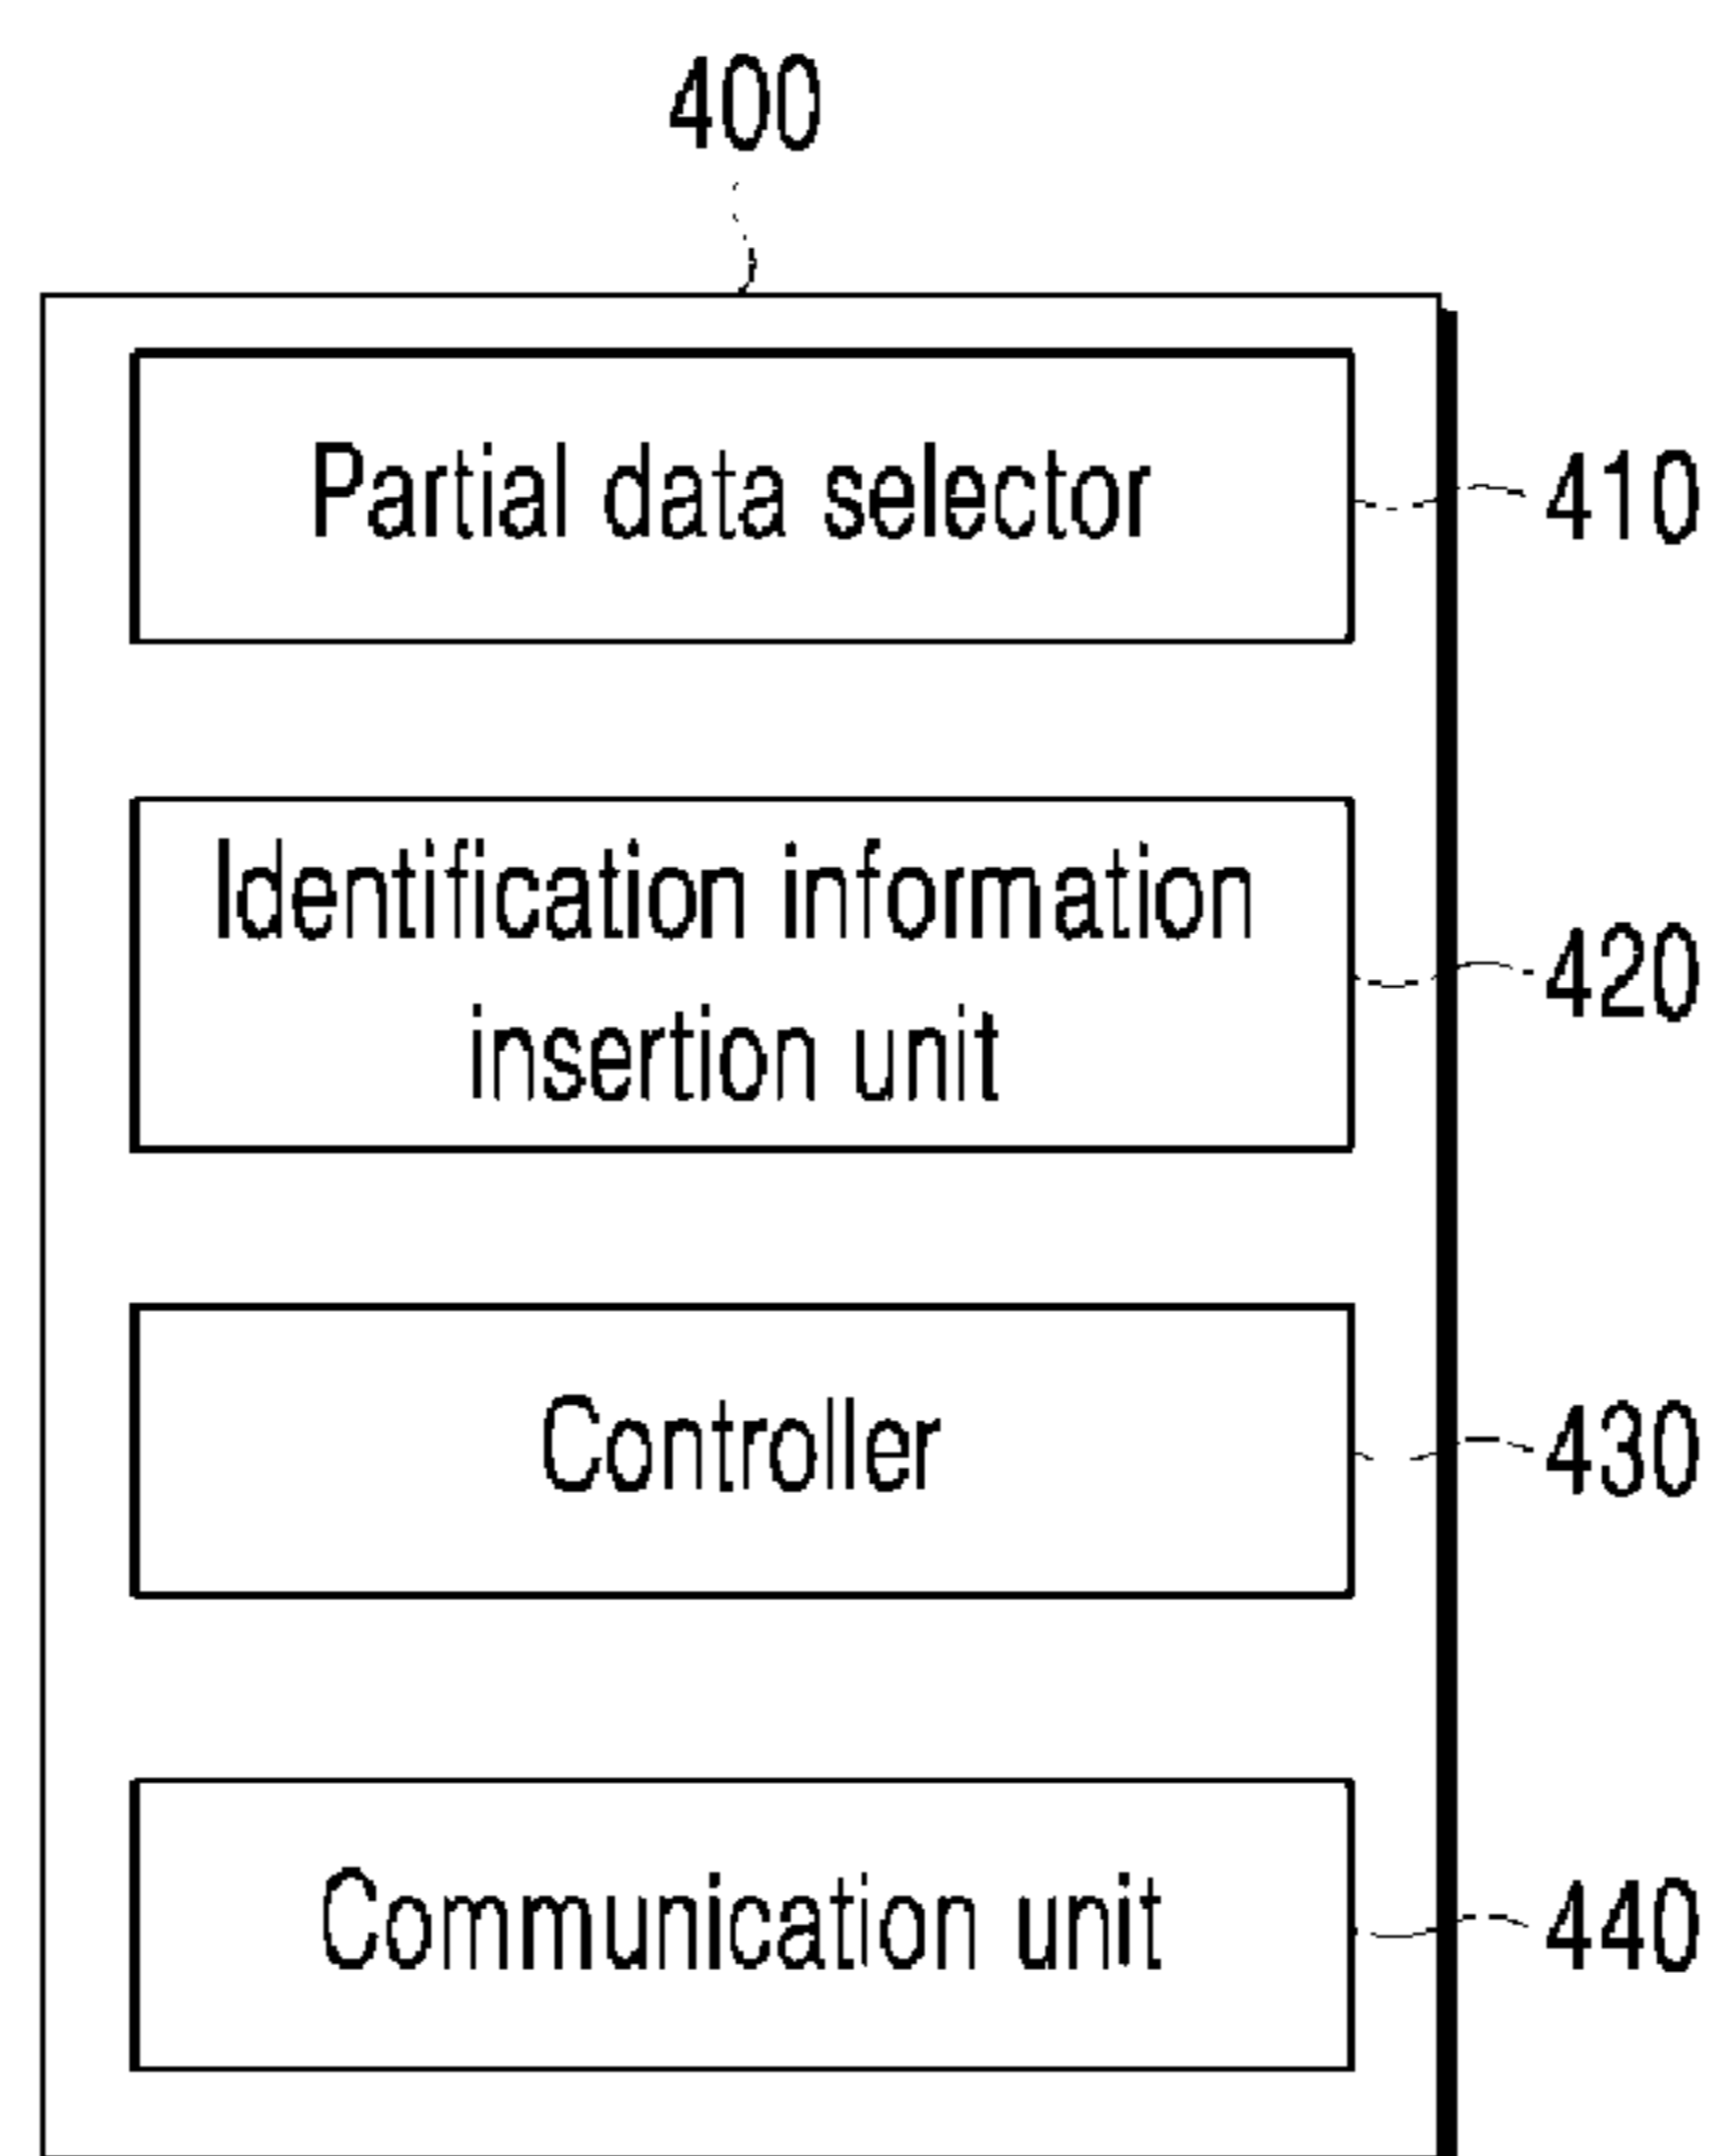 400
Partial data selector
410
Identification information
insertion unit
420
Controller
430
Communication unit
440